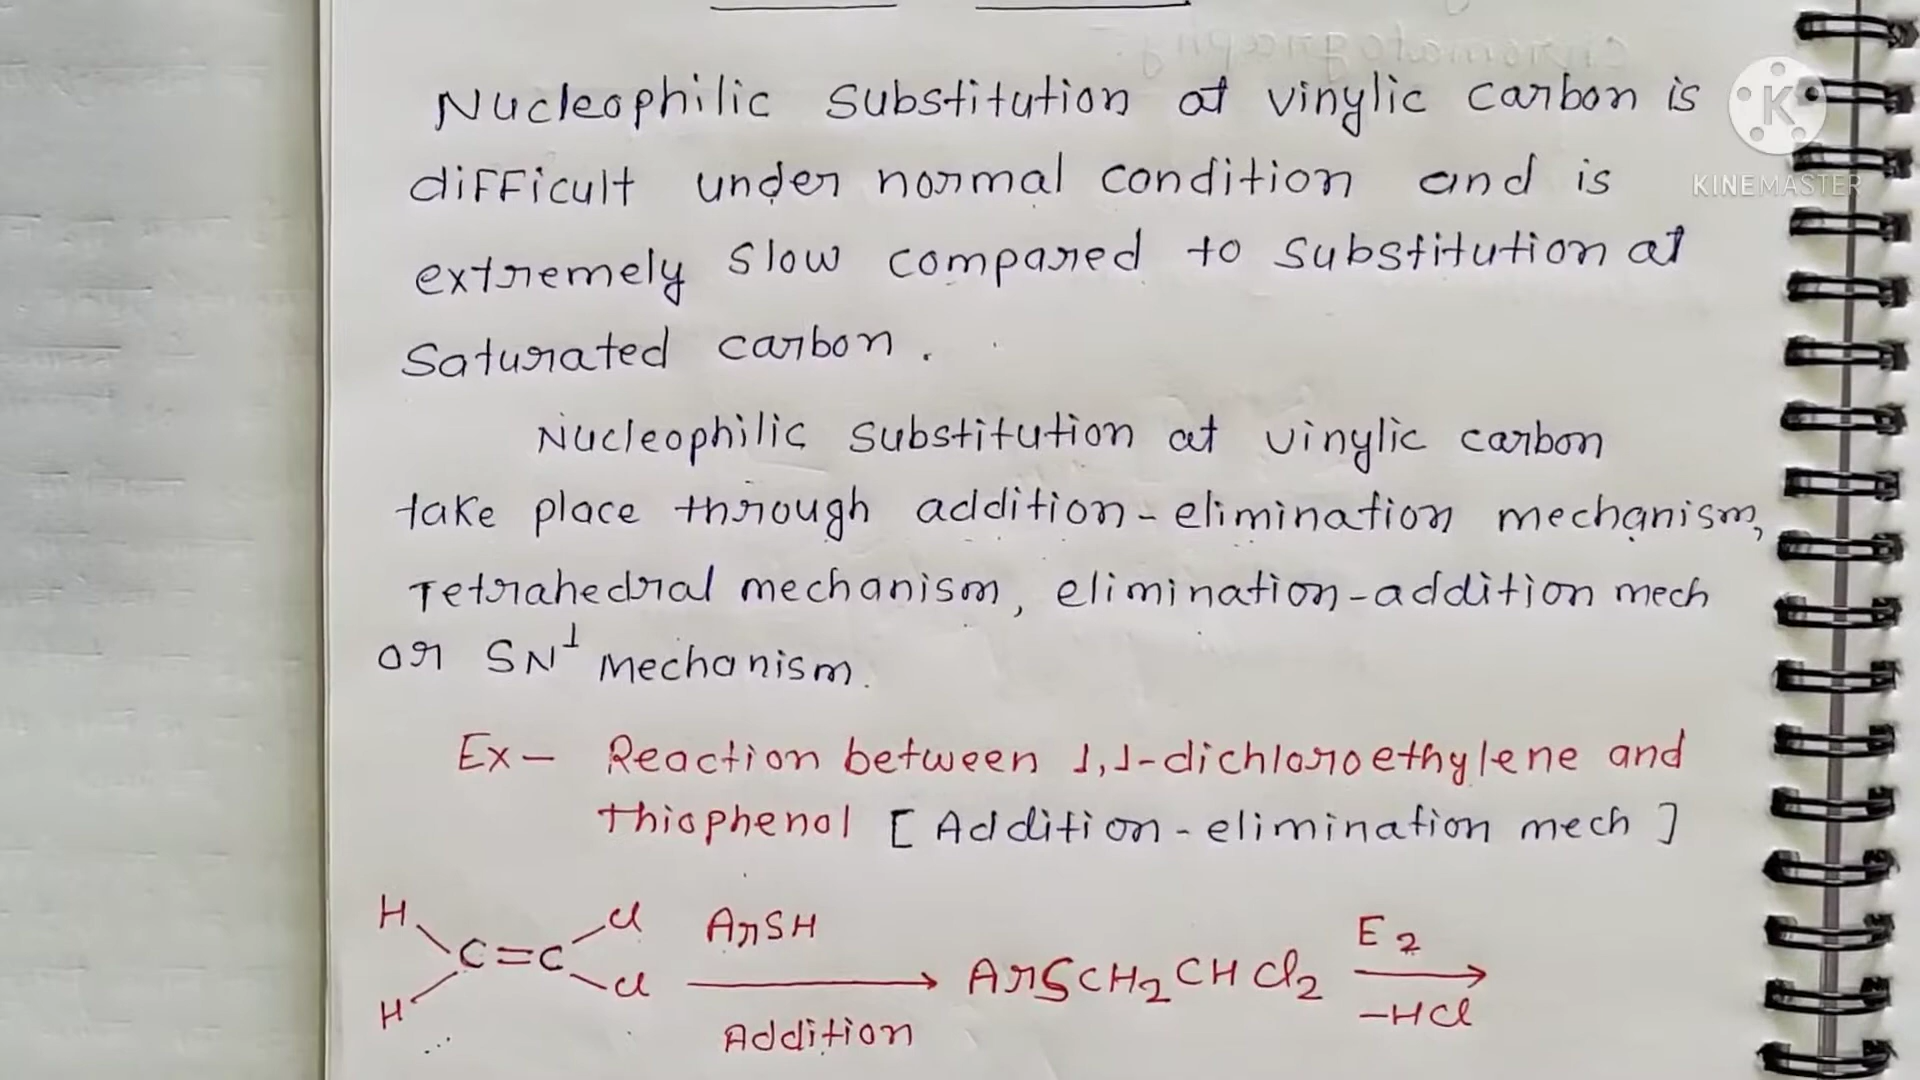 Nucleophilic substitution at vinylic carbon is
difficult under normal condition and is
extremely slow compared to substitution at
saturated carbon.
Nucleophilic substitution at vinylic carbon
take place through addition-elimination mechanism,
Tetrahedral mechanism, elimination-addition mech
or SN¹ mechanism.
Ex- Reaction between 1,1-dichloroethylene and
thiophenol [Addition-elimination mech]
H Cl
C=C
H Cl
ArSH
Addition
ArSCH₂CHCl₂
E₂
-HCl
K
KINEMASTER